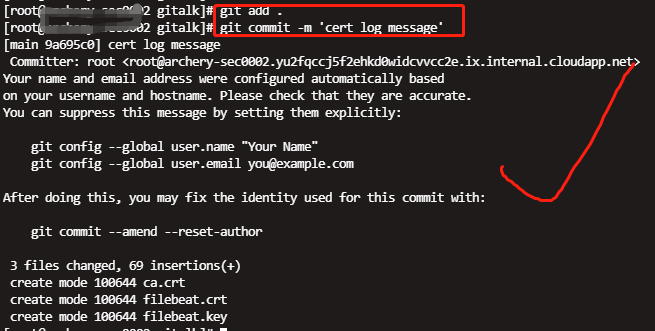 [root@archery-sec0002 gitalk]# git add .
[root@archery-sec0002 gitalk]# git commit -m 'cert log message'
[main 9a695c0] cert log message
Committer: root <root@archery-sec0002.yu2fqccj5f2ehkd0widcvvcc2e.ix.internal.cloudapp.net>
Your name and email address were configured automatically based
on your username and hostname. Please check that they are accurate.
You can suppress this message by setting them explicitly:
git config --global user.name "Your Name"
git config --global user.email you@example.com
After doing this, you may fix the identity used for this commit with:
git commit --amend --reset-author
3 files changed, 69 insertions(+)
create mode 100644 ca.crt
create mode 100644 filebeat.crt
create mode 100644 filebeat.key